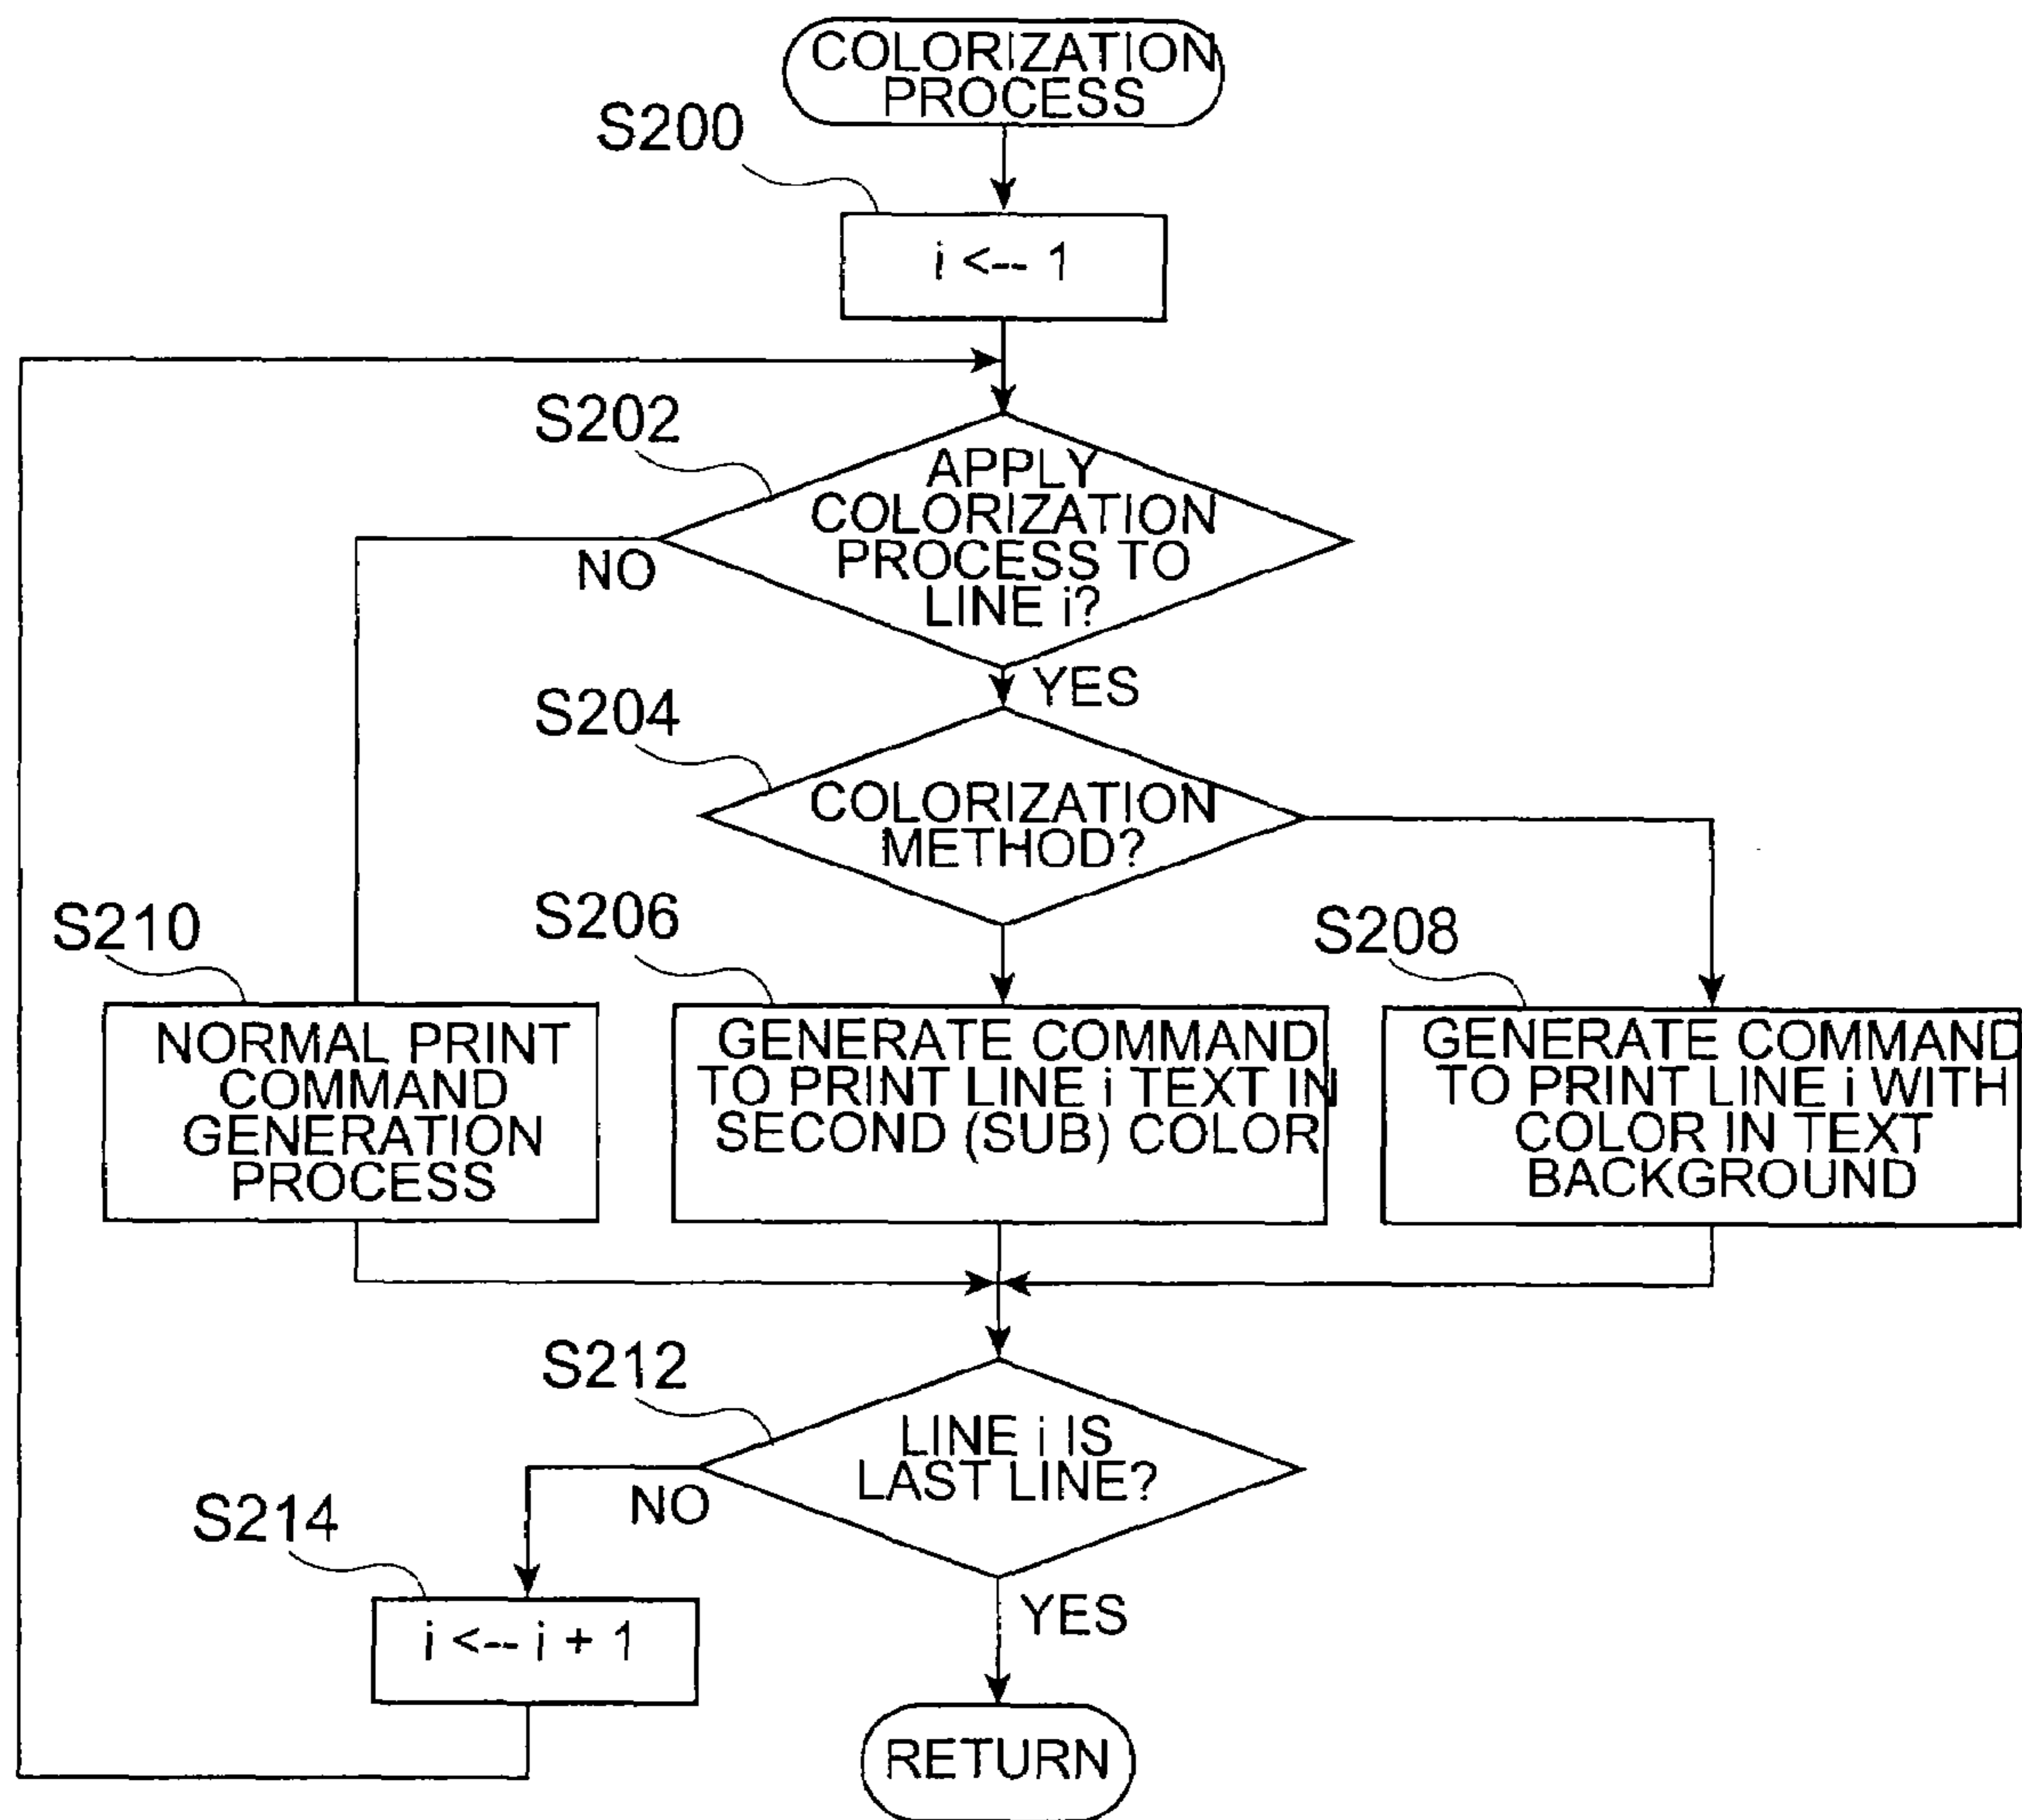 COLORIZATION
PROCESS
S200
i <-- 1
S202
APPLY
COLORIZATION
PROCESS TO
LINE i?
NO
YES
S204
COLORIZATION
METHOD?
S210
NORMAL PRINT
COMMAND
GENERATION
PROCESS
S206
GENERATE COMMAND
TO PRINT LINE i TEXT IN
SECOND (SUB) COLOR
S208
GENERATE COMMAND
TO PRINT LINE i WITH
COLOR IN TEXT
BACKGROUND
S212
LINE i IS
LAST LINE?
NO
YES
S214
i <-- i + 1
RETURN